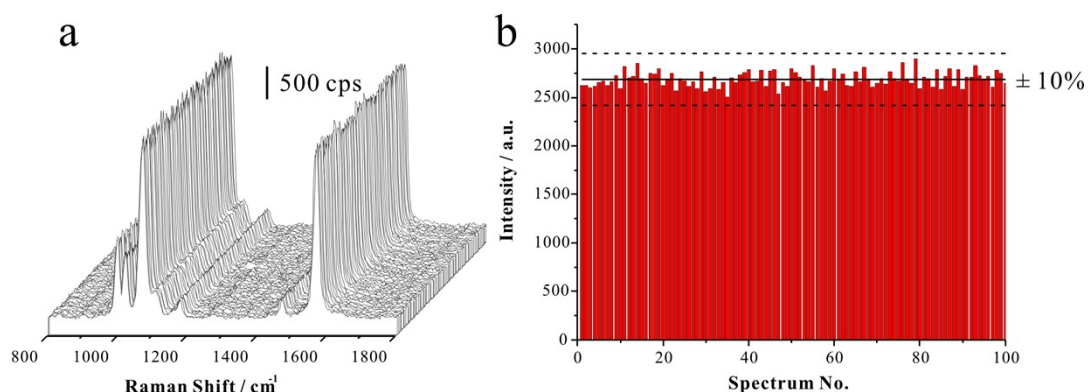 a
500 cps
800 1000 1200 1400 1600 1800
Raman Shift / cm-1
b
3000
2500
2000
1500
1000
500
0
Intensity / a.u.
± 10%
0 20 40 60 80 100
Spectrum No.